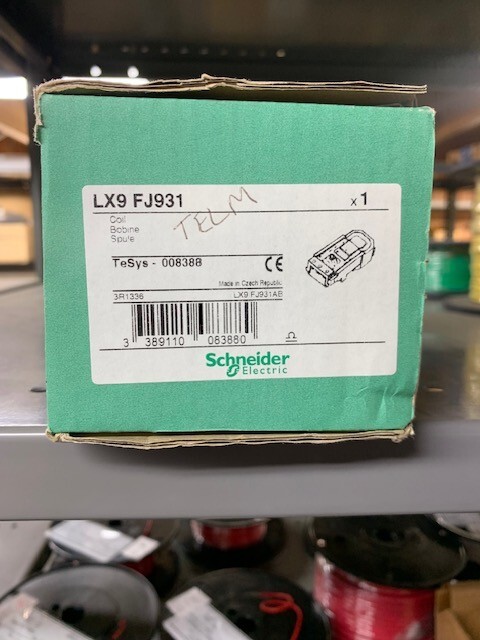 LX9 FJ931
x1
Coil
Bobine
Spule
TELM
TeSys - 008388
CE
Made in Czech Republic
3R1336
LX9 FJ931AB
3 389110 083880
Schneider
Electric